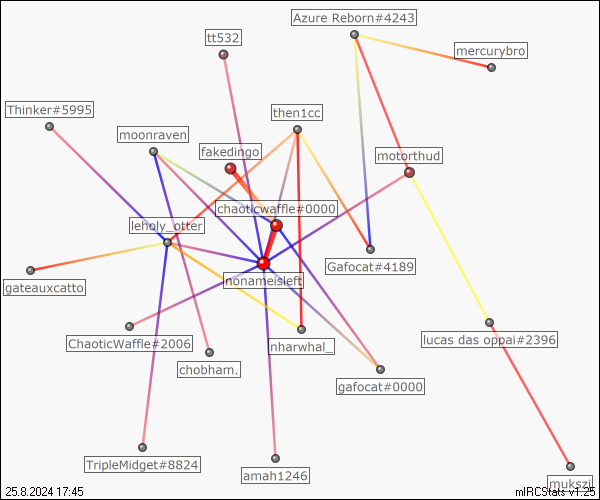 Azure Reborn#4243
tt532
mercurybro
Thinker#5995
then1cc
moonraven
fakedingo
motorthud
chaoticwaffle#0000
leholy_otter
Gafocat#4189
nonameisleft
gateauxcatto
ChaoticWaffle#2006
nharwhal_
lucas das oppai#2396
chobham.
gafocat#0000
TripleMidget#8824
amah1246
mukszi
25.8.2024 17:45
mIRCStats v1.25